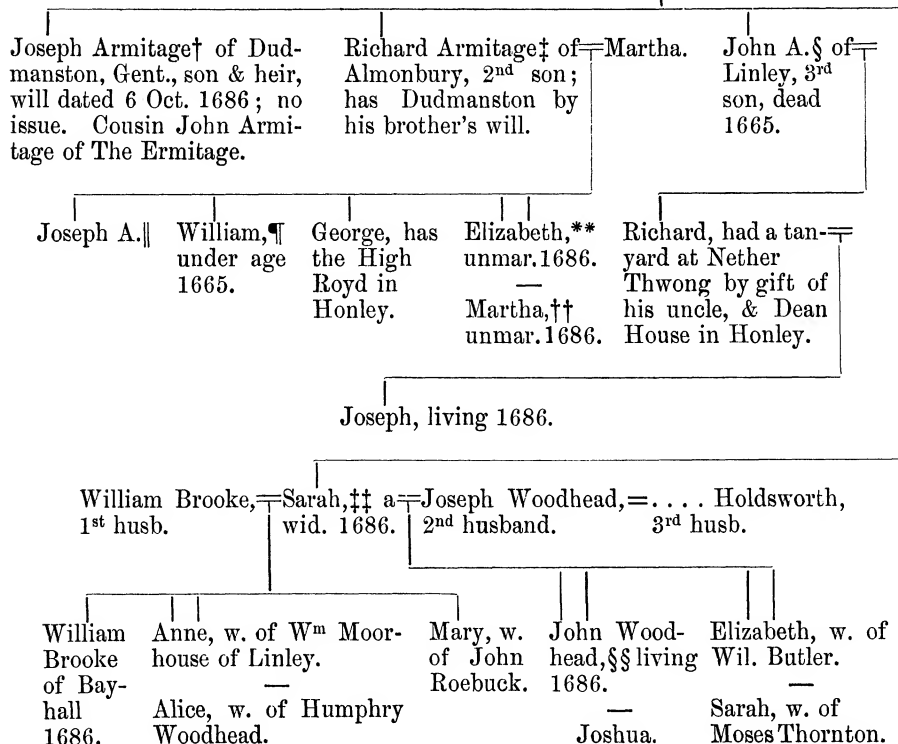 Joseph Armitage† of Dud-
manston, Gent., son & heir,
will dated 6 Oct. 1686; no
issue. Cousin John Armi-
tage of The Ermitage.
Richard Armitage‡ of=Martha.
Almonbury, 2nd son;
has Dudmanston by
his brother's will.
John A.§ of=
Linley, 3rd
son, dead
1665.
Joseph A.||
William,¶
under age
1665.
George, has
the High
Royd in
Honley.
Elizabeth,**
unmar. 1686.
—
Martha,††
unmar. 1686.
Richard, had a tan-=
yard at Nether
Thwong by gift of
his uncle, & Dean
House in Honley.
Joseph, living 1686.
William Brooke,=Sarah,‡‡ a=Joseph Woodhead,=.... Holdsworth,
1st husb. wid. 1686. 2nd husband. 3rd husb.
William
Brooke
of Bay-
hall
1686.
Anne, w. of Wm Moor-
house of Linley.
—
Alice, w. of Humphry
Woodhead.
Mary, w.
of John
Roebuck.
John Wood-
head,§§ living
1686.
—
Joshua.
Elizabeth, w. of
Wil. Butler.
—
Sarah, w. of
Moses Thornton.